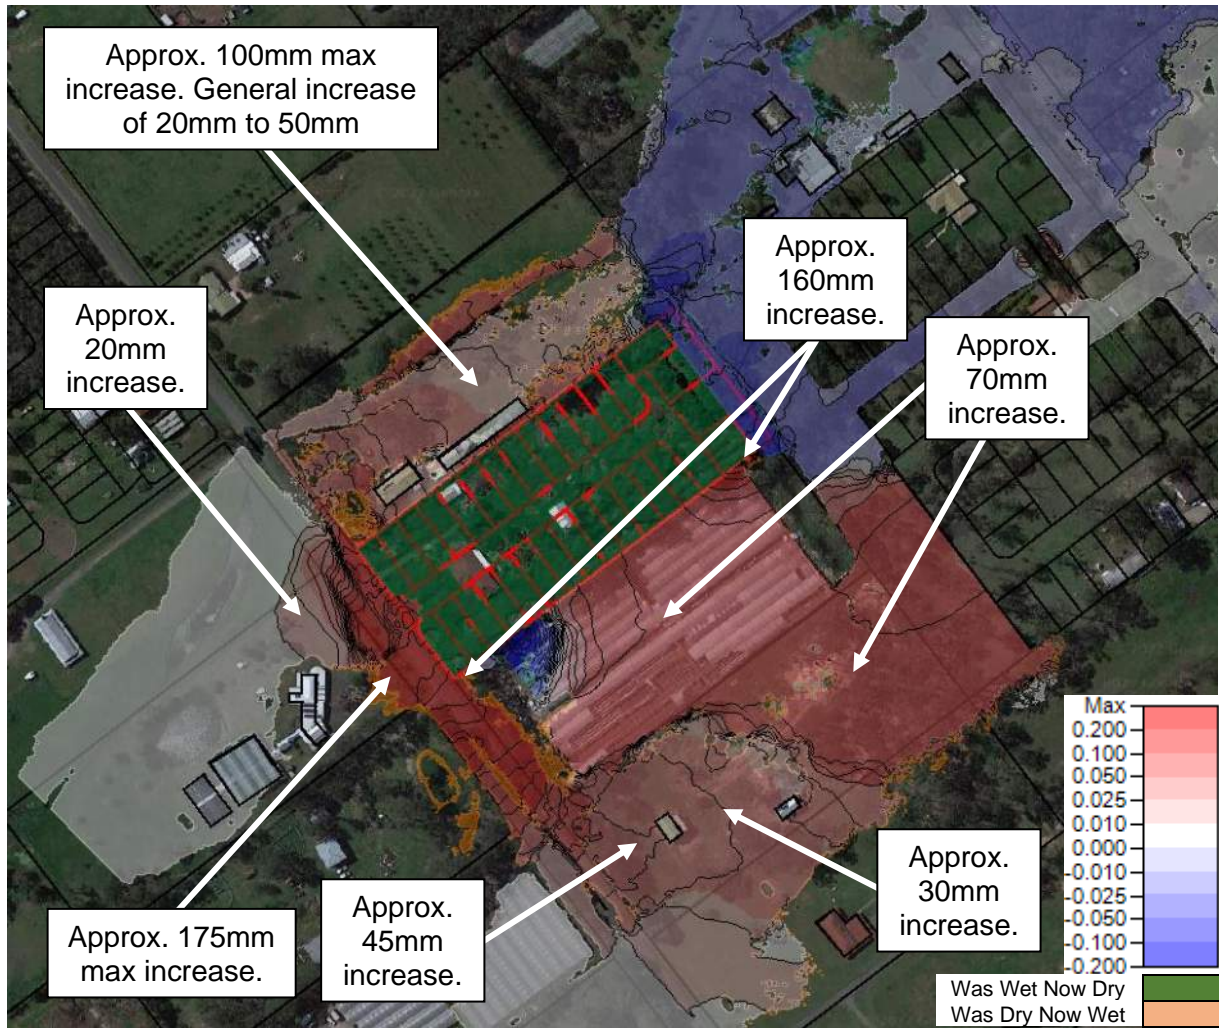 Approx. 100mm max
increase. General increase
of 20mm to 50mm
Approx.
160mm
increase.
Approx.
20mm
increase.
Approx.
70mm
increase.
Approx. 175mm
max increase.
Approx.
45mm
increase.
Approx.
30mm
increase.
Max
0.200
0.100
0.050
0.025
0.010
0.000
-0.010
-0.025
-0.050
-0.100
-0.200
Was Wet Now Dry
Was Dry Now Wet